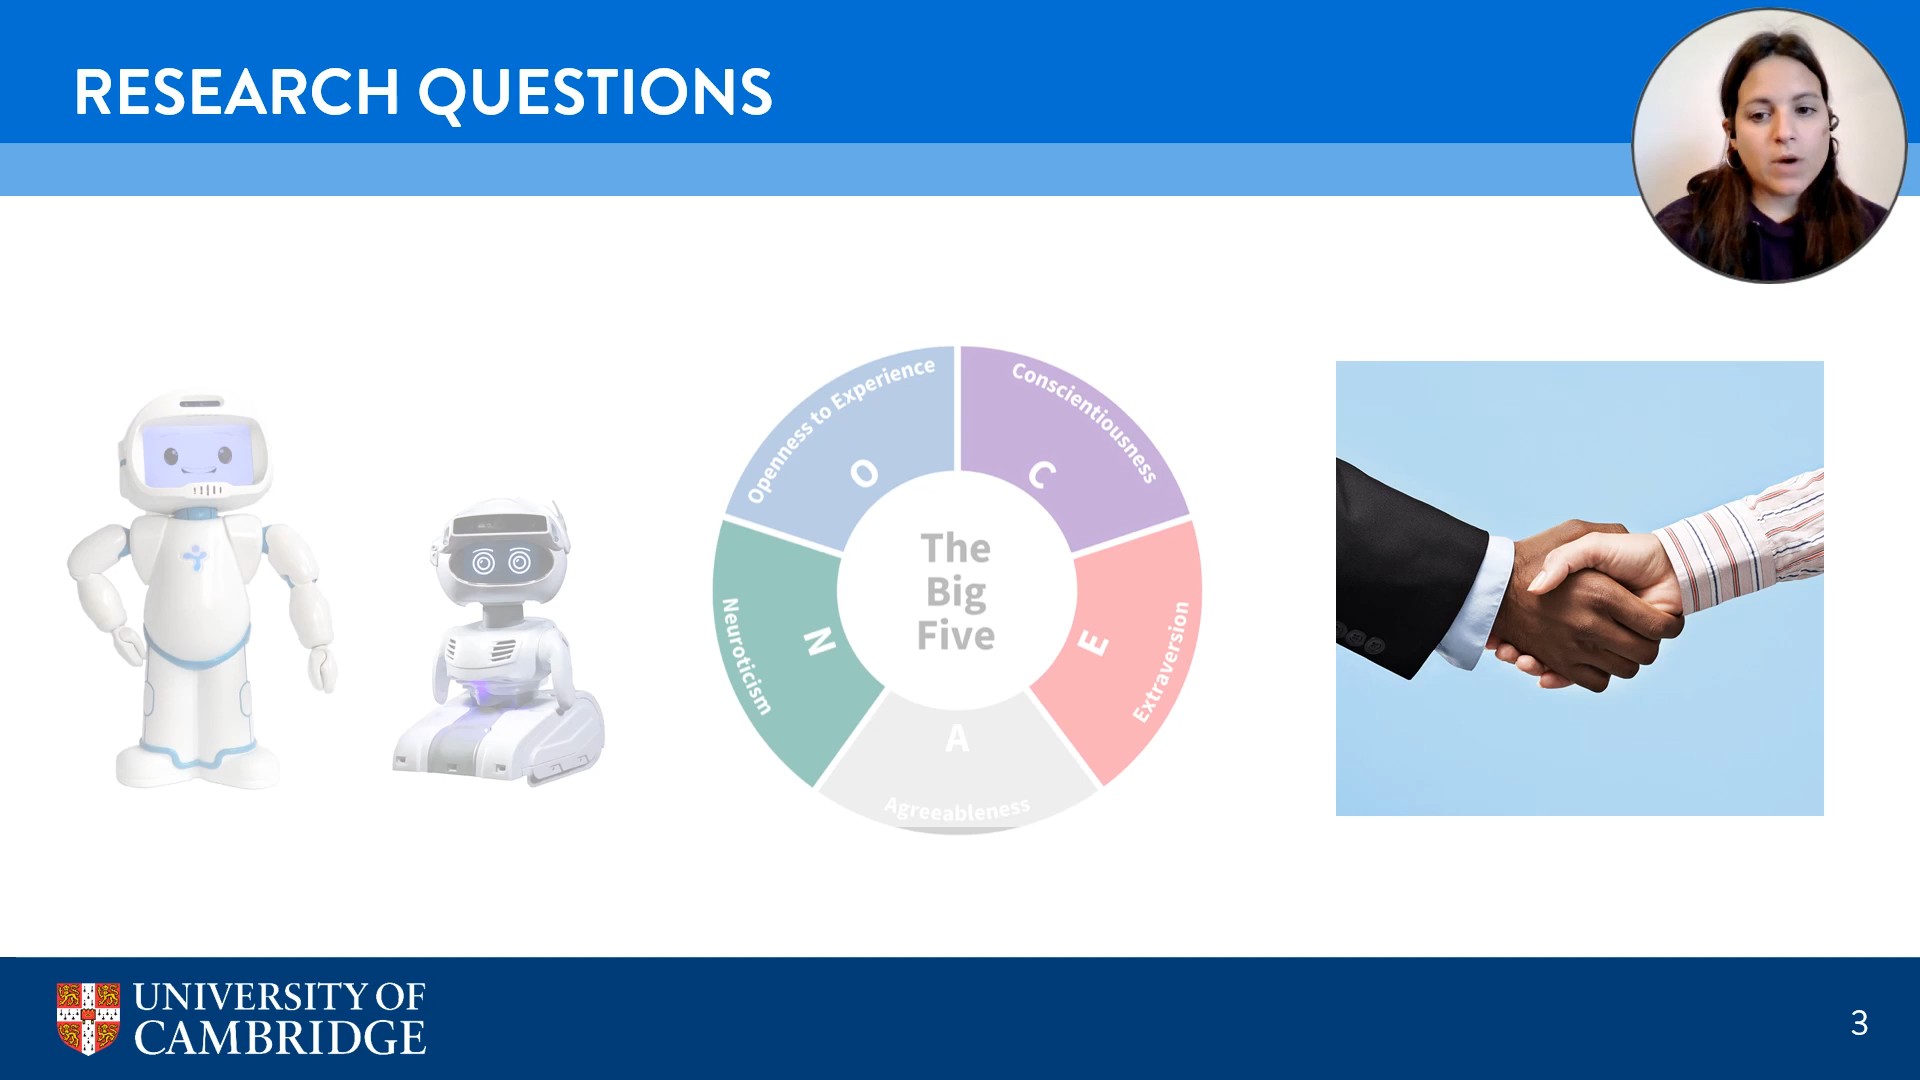 RESEARCH QUESTIONS
Openness to Experience
O
Conscientiousness
C
The
Big
Five
Neuroticism
N
Extraversion
E
A
Agreeableness
UNIVERSITY OF
CAMBRIDGE
3